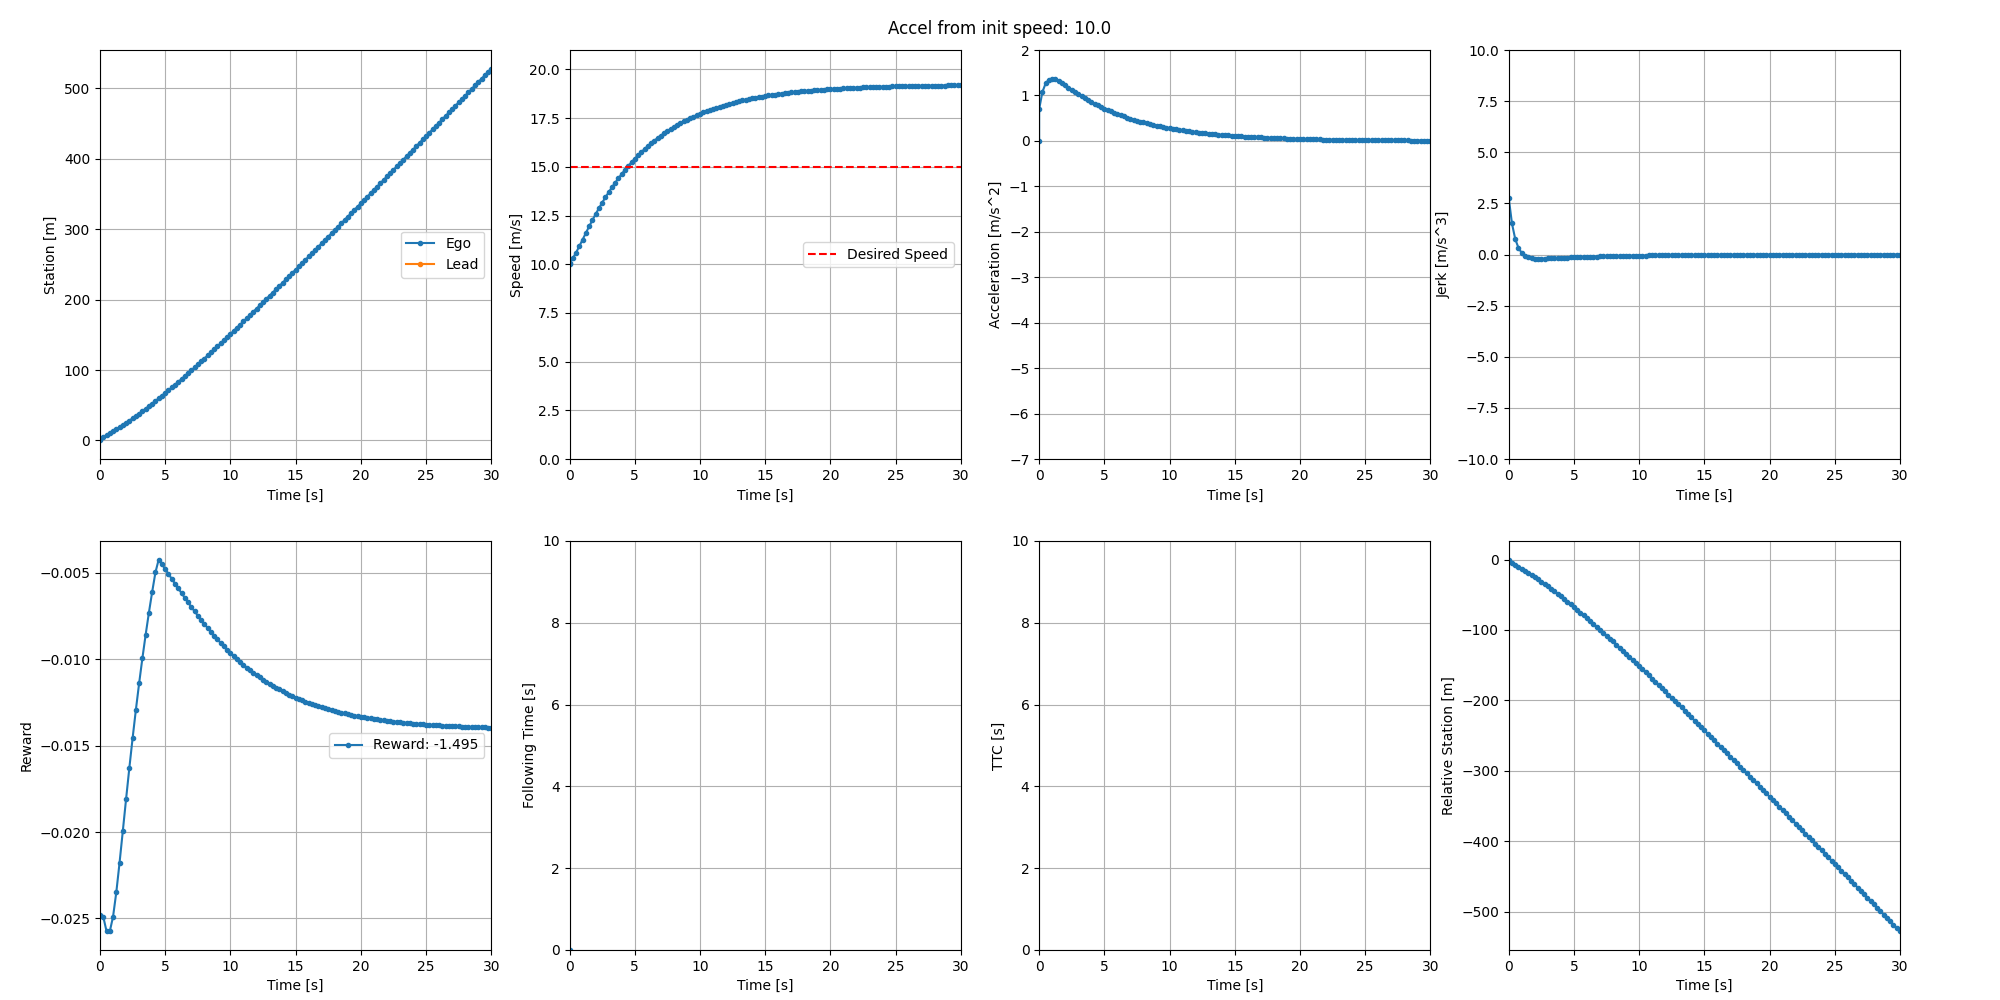 Accel from init speed: 10.0
Station [m]
500
400
300
200
100
0
0 5 10 15 20 25 30
Time [s]
Ego
Lead
Speed [m/s]
20.0
17.5
15.0
12.5
10.0
7.5
5.0
2.5
0.0
0 5 10 15 20 25 30
Time [s]
Desired Speed
Acceleration [m/s^2]
2
1
0
−1
−2
−3
−4
−5
−6
−7
0 5 10 15 20 25 30
Time [s]
Jerk [m/s^3]
10.0
7.5
5.0
2.5
0.0
−2.5
−5.0
−7.5
−10.0
0 5 10 15 20 25 30
Time [s]
Reward
−0.005
−0.010
−0.015
−0.020
−0.025
0 5 10 15 20 25 30
Time [s]
Reward: -1.495
Following Time [s]
10
8
6
4
2
0
0 5 10 15 20 25 30
Time [s]
TTC [s]
10
8
6
4
2
0
0 5 10 15 20 25 30
Time [s]
Relative Station [m]
0
−100
−200
−300
−400
−500
0 5 10 15 20 25 30
Time [s]